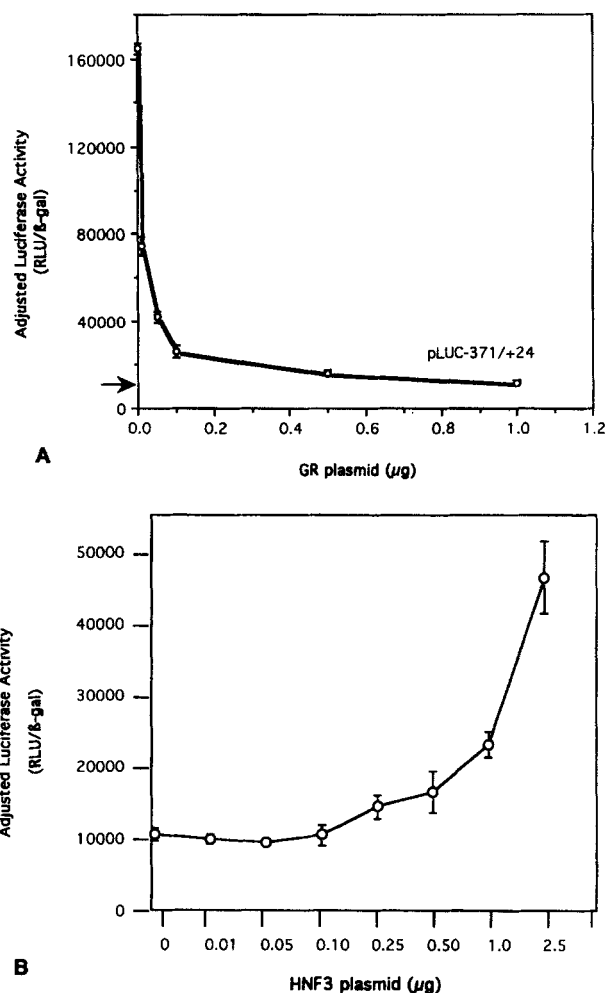 Adjusted Luciferase Activity
(RLU/ß-gal)
160000
120000
80000
40000
0
pLUC-371/+24
0.0
0.2
0.4
0.6
0.8
1.0
1.2
A
GR plasmid (µg)
Adjusted Luciferase Activity
(RLU/ß-gal)
50000
40000
30000
20000
10000
0
0
0.01
0.05
0.10
0.25
0.50
1.0
2.5
B
HNF3 plasmid (µg)